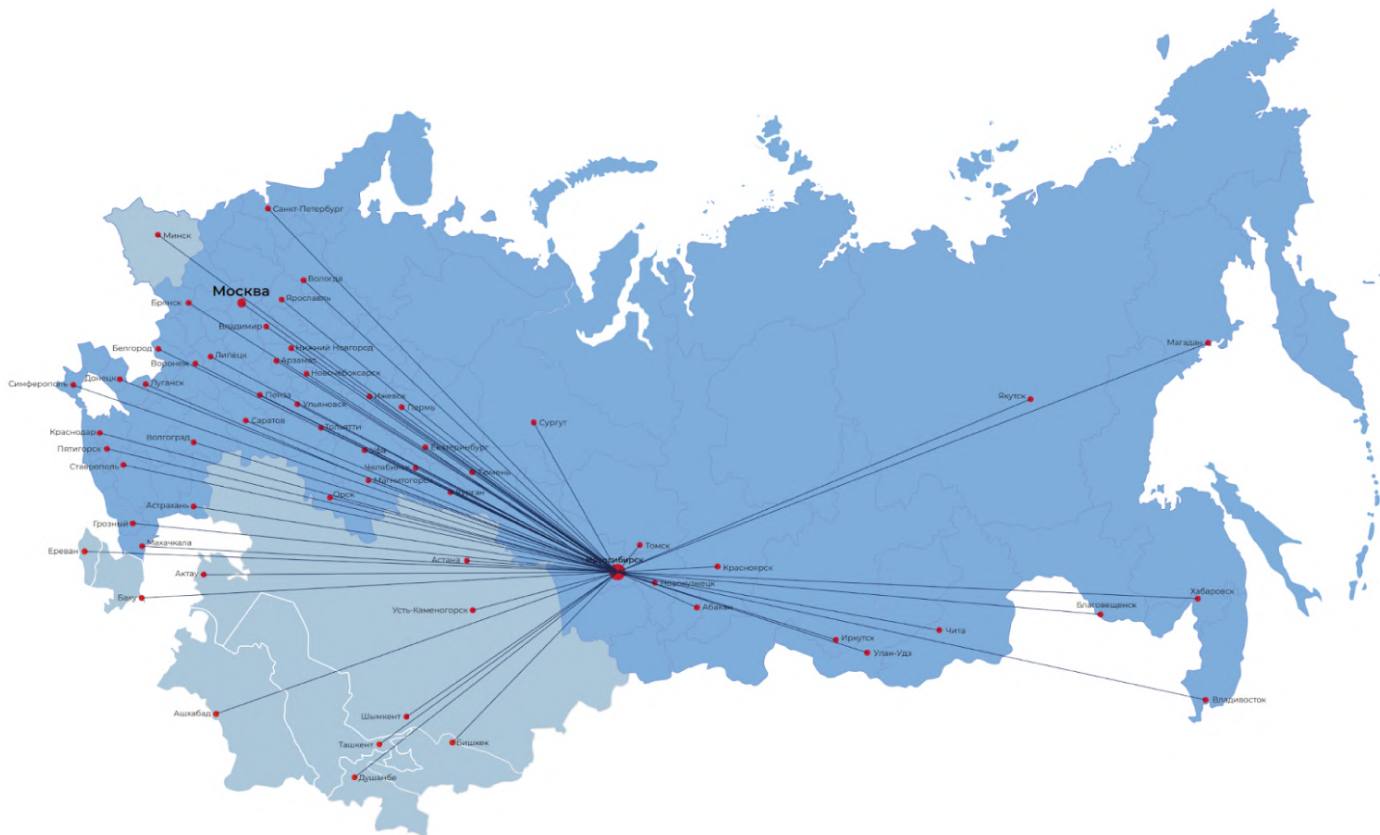 Санкт-Петербург
Минск
Вологда
Москва
Ярославль
Брянск
Владимир
Магадан
Белгород
Нижний Новгород
Липецк
Воронеж
Арзамас
Новочебоксарск
Симферополь
Донецк
Луганск
Пенза
Ижевск
Якутск
Ульяновск
Пермь
Саратов
Тольятти
Сургут
Краснодар
Волгоград
Пятигорск
Уфа
Екатеринбург
Ставрополь
Челябинск
Тюмень
Магнитогорск
Курган
Орск
Астрахань
Грозный
Махачкала
Томск
Ереван
Астана
Новосибирск
Красноярск
Актау
Новокузнецк
Баку
Хабаровск
Усть-Каменогорск
Абакан
Благовещенск
Чита
Иркутск
Улан-Удэ
Владивосток
Ашхабад
Шымкент
Ташкент
Бишкек
Душанбе